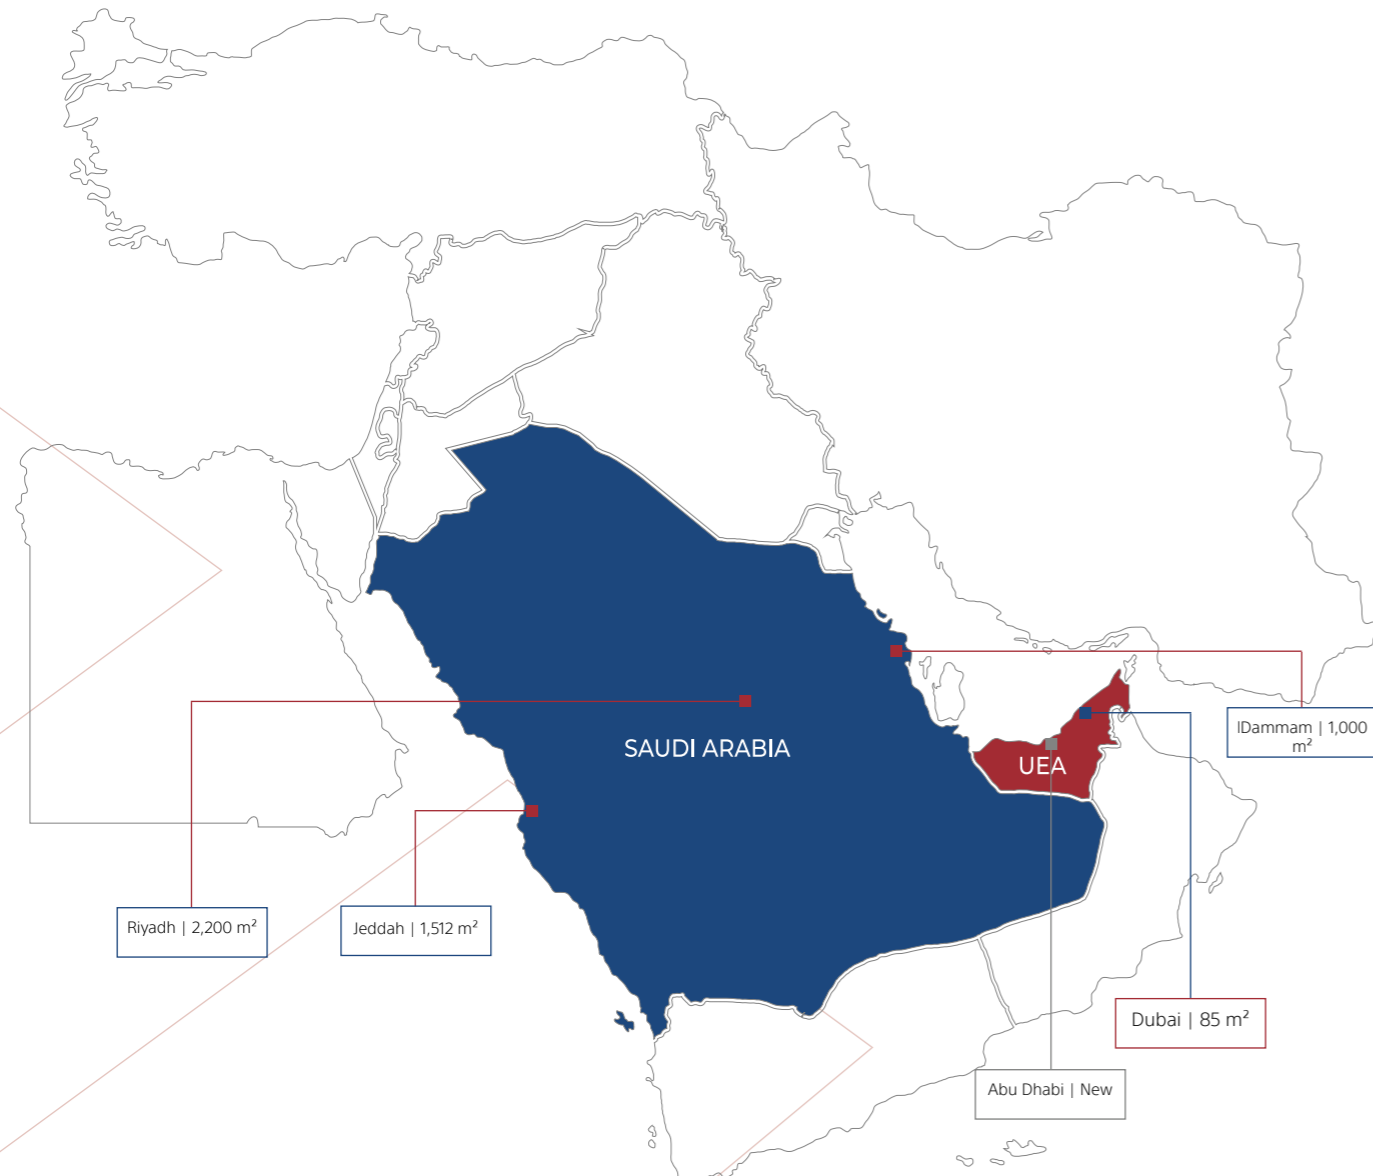 IDammam | 1,000
m²
SAUDI ARABIA
UEA
Riyadh | 2,200 m²
Jeddah | 1,512 m²
Dubai | 85 m²
Abu Dhabi | New